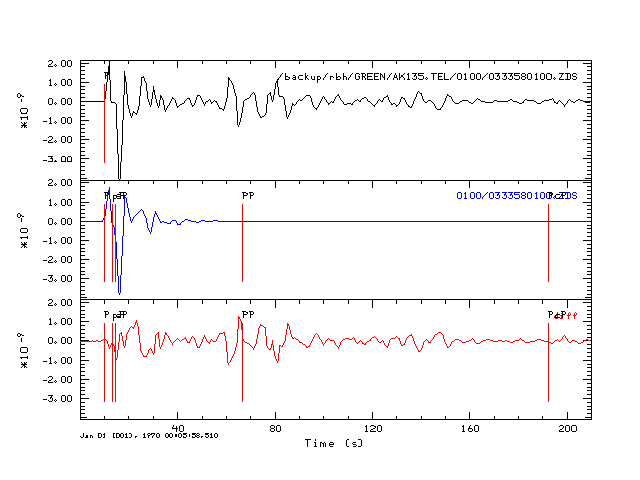 2.00
P
/backup/rbh/GREEN/AK135.TEL/0100/0333580100.ZDS
1.00
0.00
-1.00
-2.00
-3.00
*10 -9
2.00
P
PP
0100/0333580100.ZDS
1.00
0.00
-1.00
-2.00
-3.00
*10 -9
P
PP
1.00
0.00
-1.00
-2.00
-3.00
*10 -9
40 80 120 160 200
Jan 01 (001), 1970 00:05:58.510
Time (s)